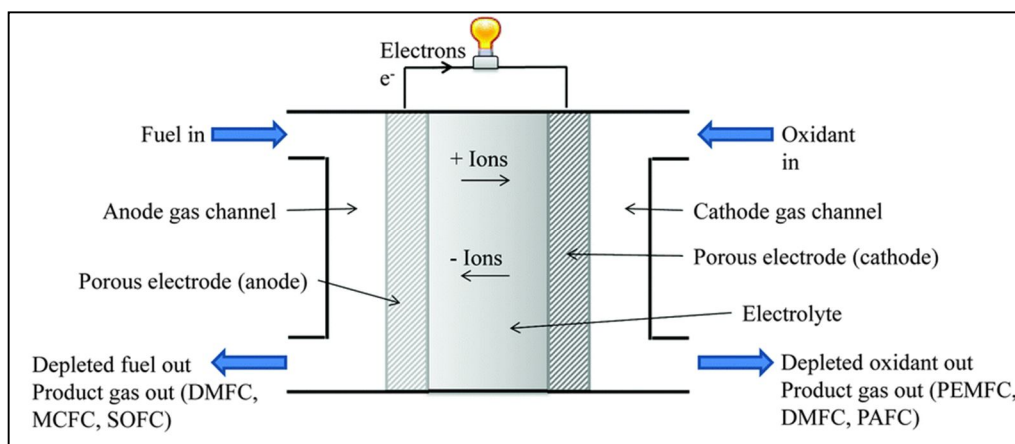 Electrons
e-
Fuel in
Oxidant
in
+ Ions
Anode gas channel
Cathode gas channel
- Ions
Porous electrode (anode)
Porous electrode (cathode)
Electrolyte
Depleted fuel out
Product gas out (DMFC,
MCFC, SOFC)
Depleted oxidant out
Product gas out (PEMFC,
DMFC, PAFC)